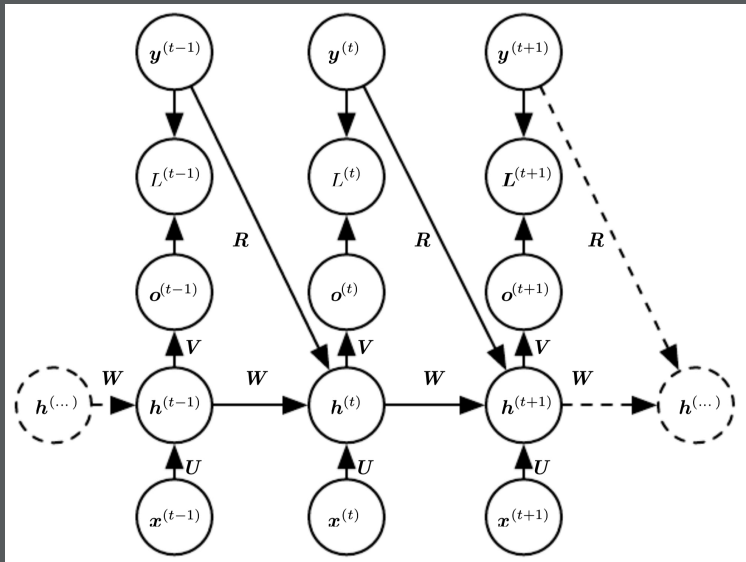 y^(t−1) y^(t) y^(t+1)
L^(t−1) L^(t) L^(t+1)
R R R
o^(t−1) o^(t) o^(t+1)
V V V
W W W W
h^(...) h^(t−1) h^(t) h^(t+1) h^(...)
U U U
x^(t−1) x^(t) x^(t+1)